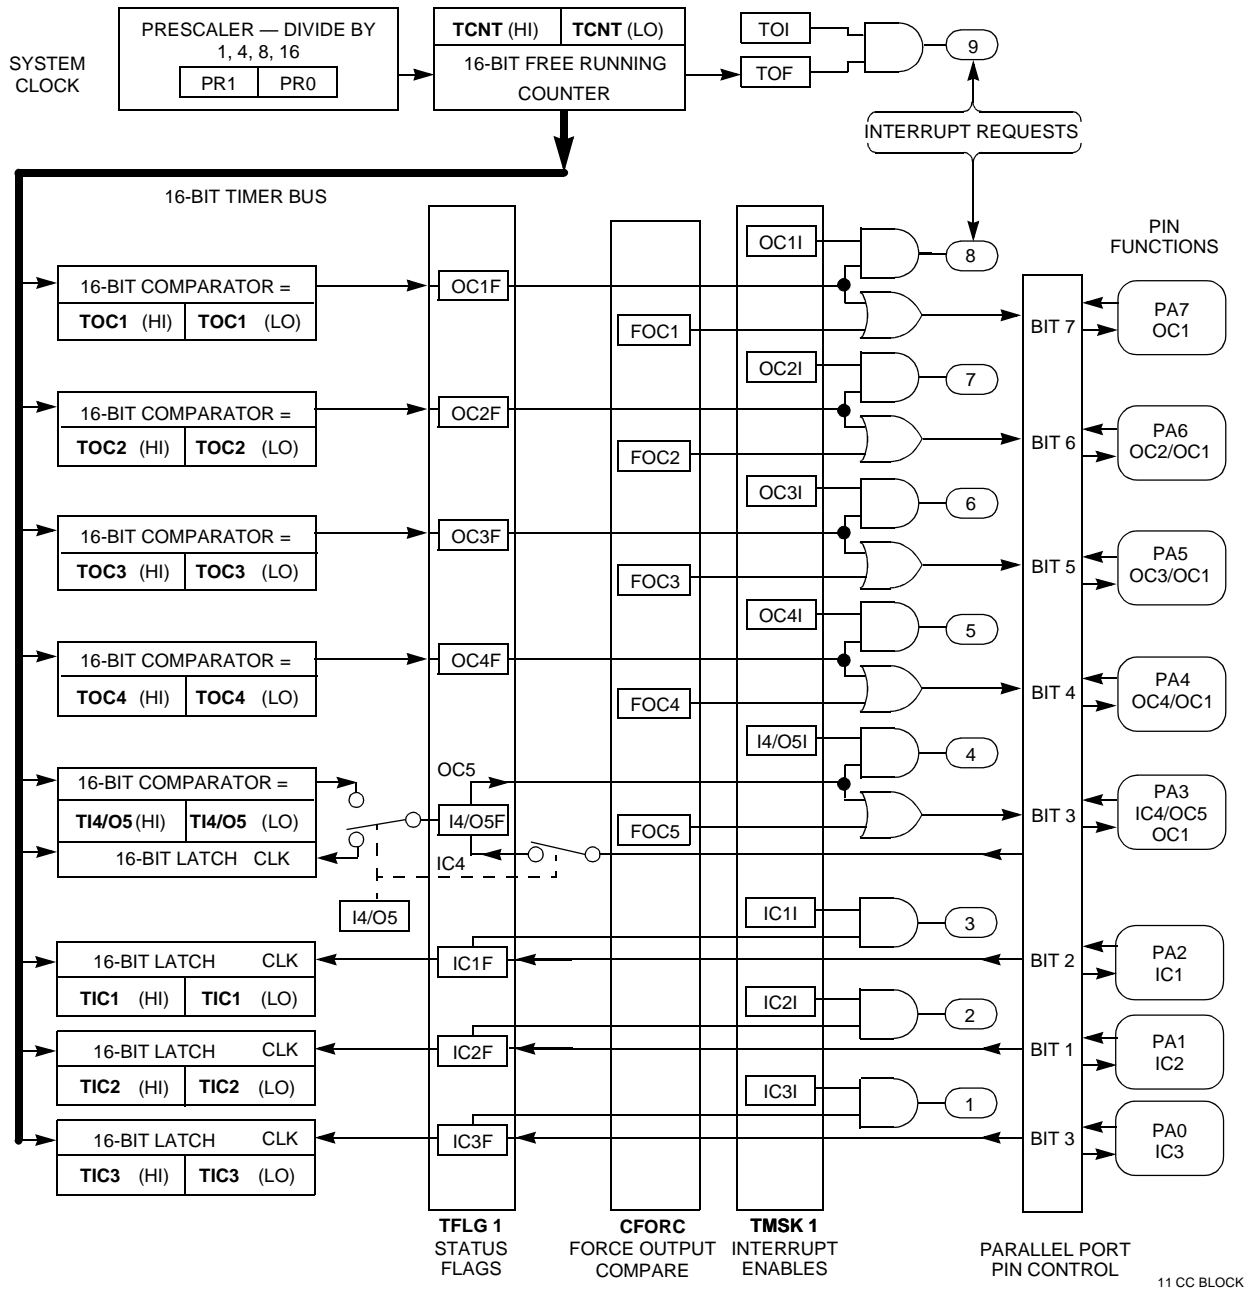 SYSTEM
CLOCK
PRESCALER — DIVIDE BY
1, 4, 8, 16
PR1 PR0
TCNT (HI) TCNT (LO)
16-BIT FREE RUNNING
COUNTER
TOI
TOF
9
INTERRUPT REQUESTS
16-BIT TIMER BUS
PIN
FUNCTIONS
OC1I
8
16-BIT COMPARATOR =
TOC1 (HI) TOC1 (LO)
OC1F
FOC1
BIT 7
PA7
OC1
OC2I
7
16-BIT COMPARATOR =
TOC2 (HI) TOC2 (LO)
OC2F
FOC2
BIT 6
PA6
OC2/OC1
OC3I
6
16-BIT COMPARATOR =
TOC3 (HI) TOC3 (LO)
OC3F
FOC3
BIT 5
PA5
OC3/OC1
OC4I
5
16-BIT COMPARATOR =
TOC4 (HI) TOC4 (LO)
OC4F
FOC4
BIT 4
PA4
OC4/OC1
I4/O5I
4
16-BIT COMPARATOR =
TI4/O5 (HI) TI4/O5 (LO)
16-BIT LATCH CLK
OC5
I4/O5F
IC4
I4/O5
FOC5
BIT 3
PA3
IC4/OC5
OC1
IC1I
3
16-BIT LATCH CLK
TIC1 (HI) TIC1 (LO)
IC1F
BIT 2
PA2
IC1
IC2I
2
16-BIT LATCH CLK
TIC2 (HI) TIC2 (LO)
IC2F
BIT 1
PA1
IC2
IC3I
1
16-BIT LATCH CLK
TIC3 (HI) TIC3 (LO)
IC3F
BIT 3
PA0
IC3
TFLG 1
STATUS
FLAGS
CFORC
FORCE OUTPUT
COMPARE
TMSK 1
INTERRUPT
ENABLES
PARALLEL PORT
PIN CONTROL
11 CC BLOCK